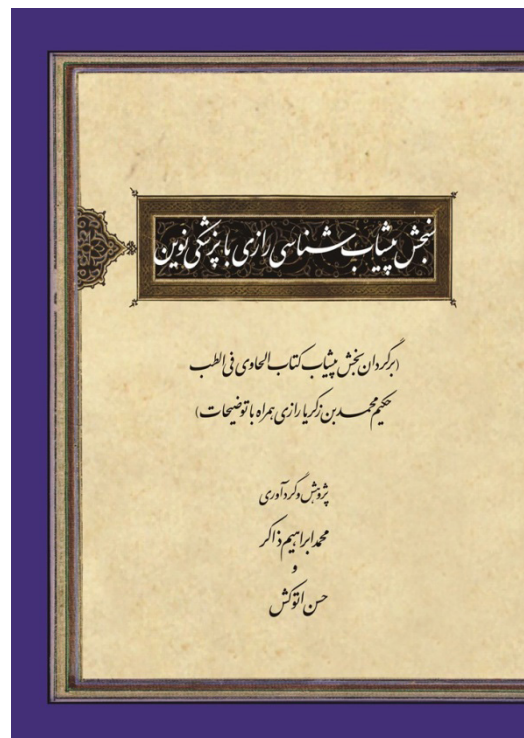 سنجش پیشاب‌شناسی رازی با پزشکی نوین
(برگردان بخش پیشاب کتاب الحاوی فی الطب
حکیم محمد بن زکریا رازی همراه با توضیحات)
پژوهش و گردآوری
محمد ابراهیم ذاکر
و
حسن اتوکش